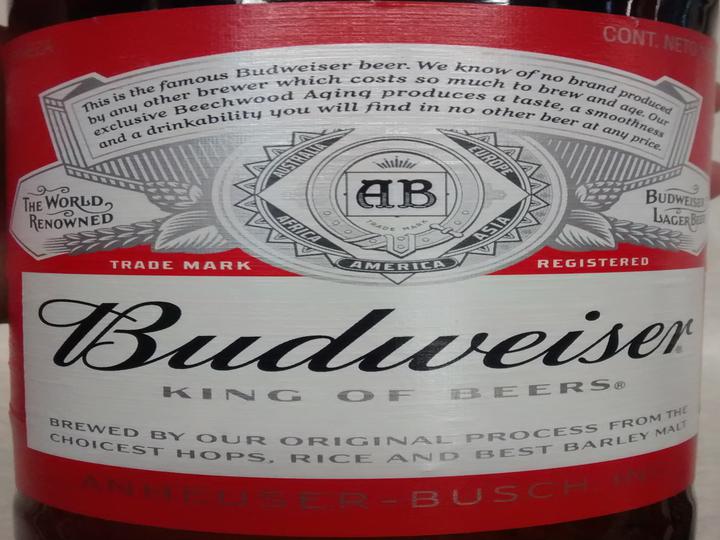 CONT. NETO
This is the famous Budweiser beer. We know of no brand produced
by any other brewer which costs so much to brew and age. Our
exclusive Beechwood Aging produces a taste, a smoothness
and a drinkability you will find in no other beer at any price.
AUSTRALIA
EUROPE
AB
TRADE MARK
AFRICA
ASIA
AMERICA
THE WORLD
RENOWNED
BUDWEISER
LAGER BEER
TRADE MARK
REGISTERED
Budweiser
KING OF BEERS®
BREWED BY OUR ORIGINAL PROCESS FROM THE
CHOICEST HOPS, RICE AND BEST BARLEY MALT
ANHEUSER-BUSCH, INC